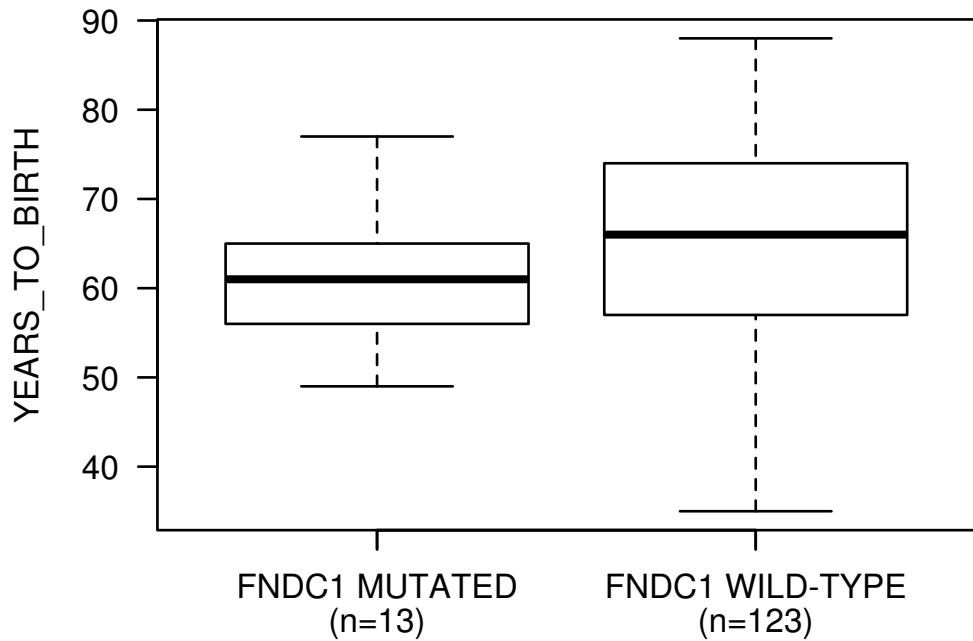 YEARS_TO_BIRTH
90
80
70
60
50
40
FNDC1 MUTATED
(n=13)
FNDC1 WILD-TYPE
(n=123)